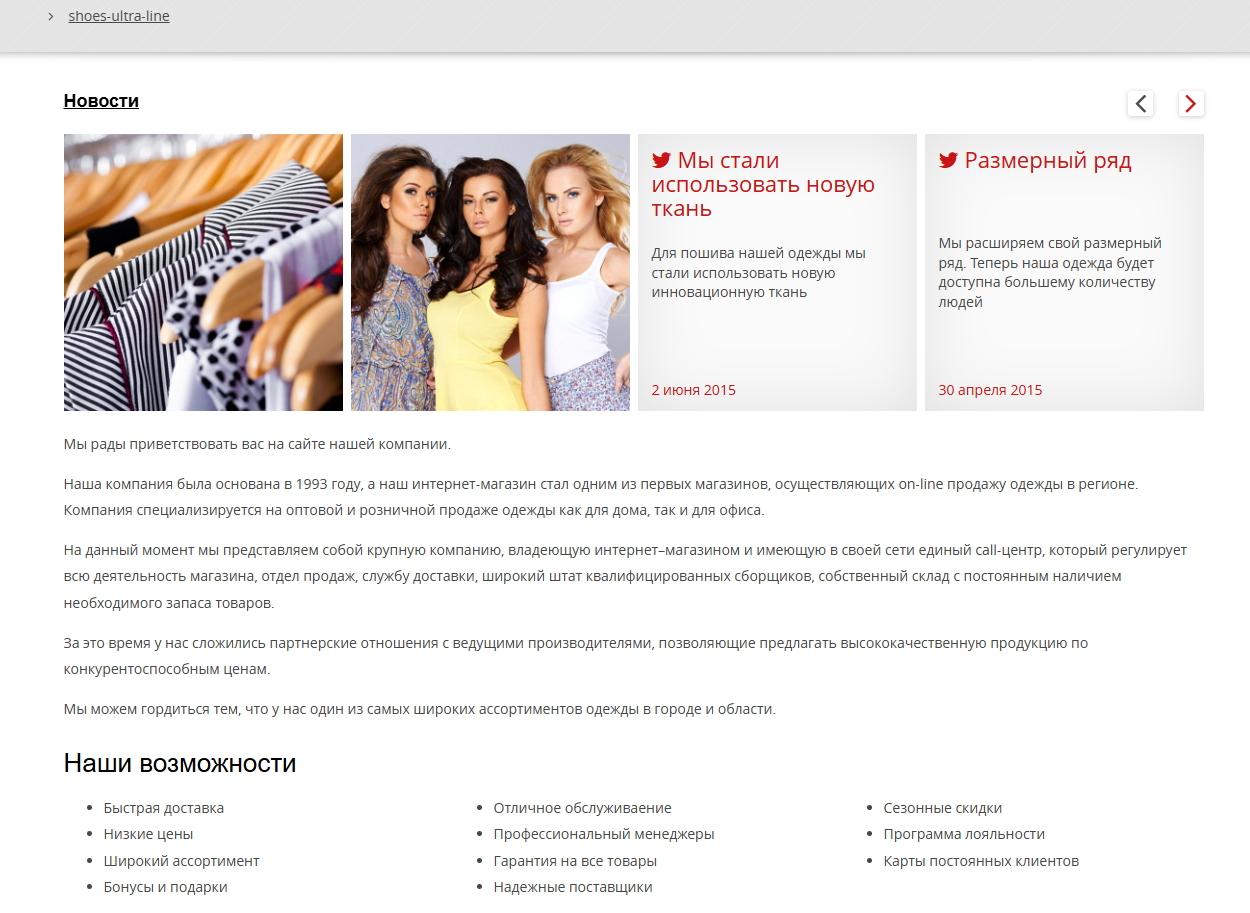 shoes-ultra-line
Новости
Мы стали
использовать новую
ткань
Для пошива нашей одежды мы
стали использовать новую
инновационную ткань
2 июня 2015
Размерный ряд
Мы расширяем свой размерный
ряд. Теперь наша одежда будет
доступна большему количеству
людей
30 апреля 2015
Мы рады приветствовать вас на сайте нашей компании.
Наша компания была основана в 1993 году, а наш интернет-магазин стал одним из первых магазинов, осуществляющих on-line продажу одежды в регионе.
Компания специализируется на оптовой и розничной продаже одежды как для дома, так и для офиса.
На данный момент мы представляем собой крупную компанию, владеющую интернет–магазином и имеющую в своей сети единый call-центр, который регулирует
всю деятельность магазина, отдел продаж, службу доставки, широкий штат квалифицированных сборщиков, собственный склад с постоянным наличием
необходимого запаса товаров.
За это время у нас сложились партнерские отношения с ведущими производителями, позволяющие предлагать высококачественную продукцию по
конкурентоспособным ценам.
Мы можем гордиться тем, что у нас один из самых широких ассортиментов одежды в городе и области.
Наши возможности
Быстрая доставка
Низкие цены
Широкий ассортимент
Бонусы и подарки
Отличное обслуживаение
Профессиональный менеджеры
Гарантия на все товары
Надежные поставщики
Сезонные скидки
Программа лояльности
Карты постоянных клиентов